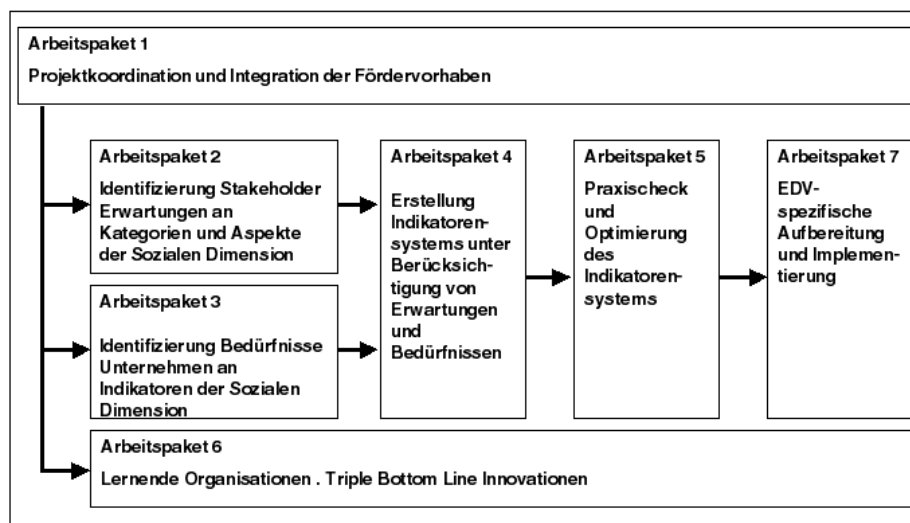 Arbeitspaket 1
Projektkoordination und Integration der Fördervorhaben
Arbeitspaket 2
Identifizierung Stakeholder
Erwartungen an
Kategorien und Aspekte
der Sozialen Dimension
Arbeitspaket 3
Identifizierung Bedürfnisse
Unternehmen an
Indikatoren der Sozialen
Dimension
Arbeitspaket 4
Erstellung
Indikatoren-
systems unter
Berücksich-
tigung von
Erwartungen
und
Bedürfnissen
Arbeitspaket 5
Praxischeck
und
Optimierung
des
Indikatoren-
systems
Arbeitspaket 7
EDV-
spezifische
Aufbereitung
und Implemen-
tierung
Arbeitspaket 6
Lernende Organisationen . Triple Bottom Line Innovationen